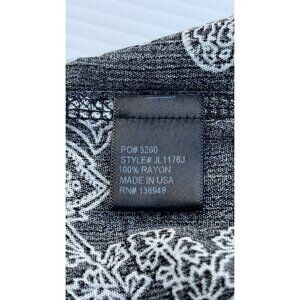 PO# 3260
STYLE# JL1176J
100% RAYON
MADE IN USA
RN# 136948